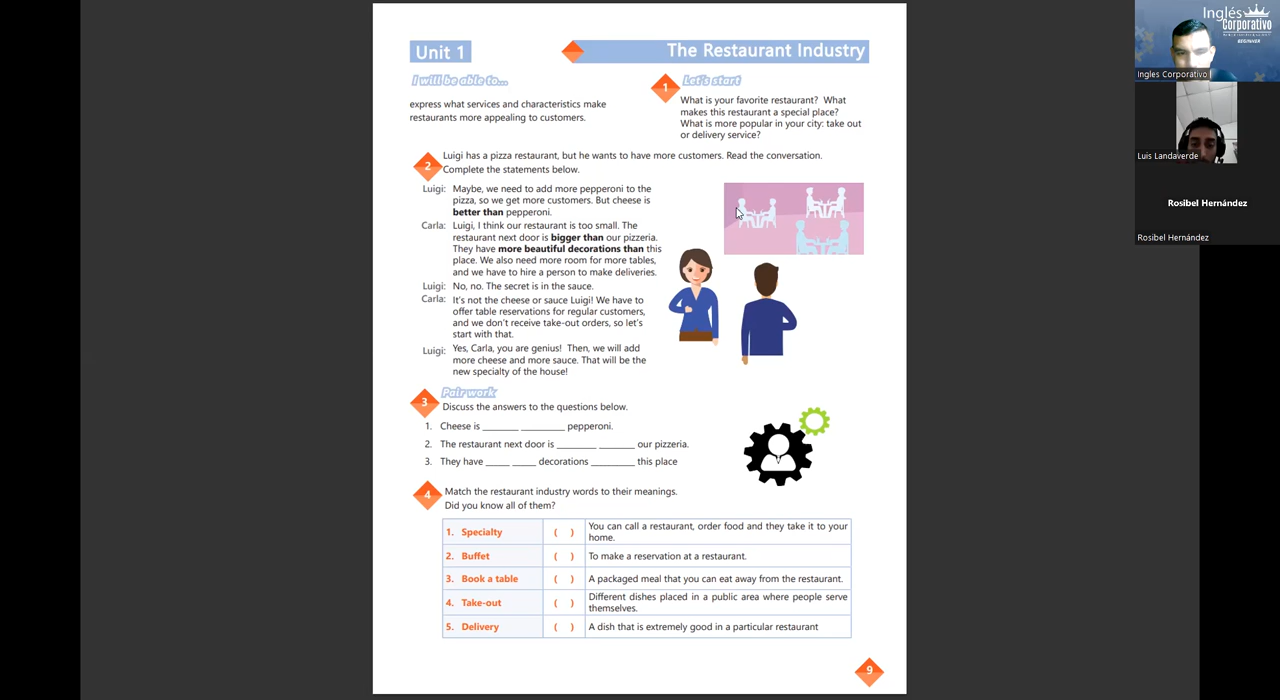 Unit 1
The Restaurant Industry
I will be able to...
express what services and characteristics make
restaurants more appealing to customers.
1
Let's start
What is your favorite restaurant? What
makes this restaurant a special place?
What is more popular in your city: take out
or delivery service?
2
Luigi has a pizza restaurant, but he wants to have more customers. Read the conversation.
Complete the statements below.
Luigi: Maybe, we need to add more pepperoni to the
pizza, so we get more customers. But cheese is
better than pepperoni.
Carla: Luigi, I think our restaurant is too small. The
restaurant next door is bigger than our pizzeria.
They have more beautiful decorations than this
place. We also need more room for more tables,
and we have to hire a person to make deliveries.
Luigi: No, no. The secret is in the sauce.
Carla: It's not the cheese or sauce Luigi! We have to
offer table reservations for regular customers,
and we don't receive take-out orders, so let's
start with that.
Luigi: Yes, Carla, you are genius! Then, we will add
more cheese and more sauce. That will be the
new specialty of the house!
3
Pair work
Discuss the answers to the questions below.
1. Cheese is _______ ________ pepperoni.
2. The restaurant next door is ________ _______ our pizzeria.
3. They have _____ _____ decorations _________ this place
4
Match the restaurant industry words to their meanings.
Did you know all of them?
1. Specialty ( ) You can call a restaurant, order food and they take it to your
home.
2. Buffet ( ) To make a reservation at a restaurant.
3. Book a table ( ) A packaged meal that you can eat away from the restaurant.
4. Take-out ( ) Different dishes placed in a public area where people serve
themselves.
5. Delivery ( ) A dish that is extremely good in a particular restaurant
9
Inglés
Corporativo
BEGINNER
Ingles Corporativo
Luis Landaverde
Rosibel Hernández
Rosibel Hernández